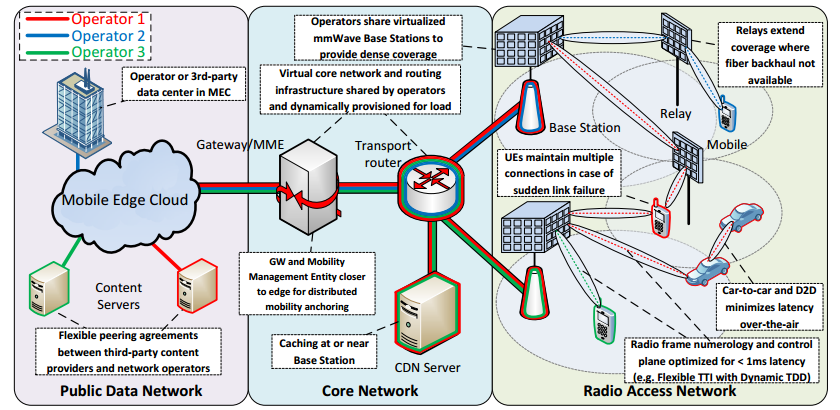 Operator 1
Operator 2
Operator 3
Operator or 3rd-party
data center in MEC
Mobile Edge Cloud
Content
Servers
Flexible peering agreements
between third-party content
providers and network operators
Public Data Network
Operators share virtualized
mmWave Base Stations to
provide dense coverage
Virtual core network and routing
infrastructure shared by operators
and dynamically provisioned for load
Gateway/MME
Transport
router
GW and Mobility
Management Entity closer
to edge for distributed
mobility anchoring
Caching at or near
Base Station
CDN Server
Core Network
Relays extend
coverage where
fiber backhaul not
available
Base Station
Relay
Mobile
UEs maintain multiple
connections in case of
sudden link failure
Car-to-car and D2D
minimizes latency
over-the-air
Radio frame numerology and control
plane optimized for < 1ms latency
(e.g. Flexible TTI with Dynamic TDD)
Radio Access Network